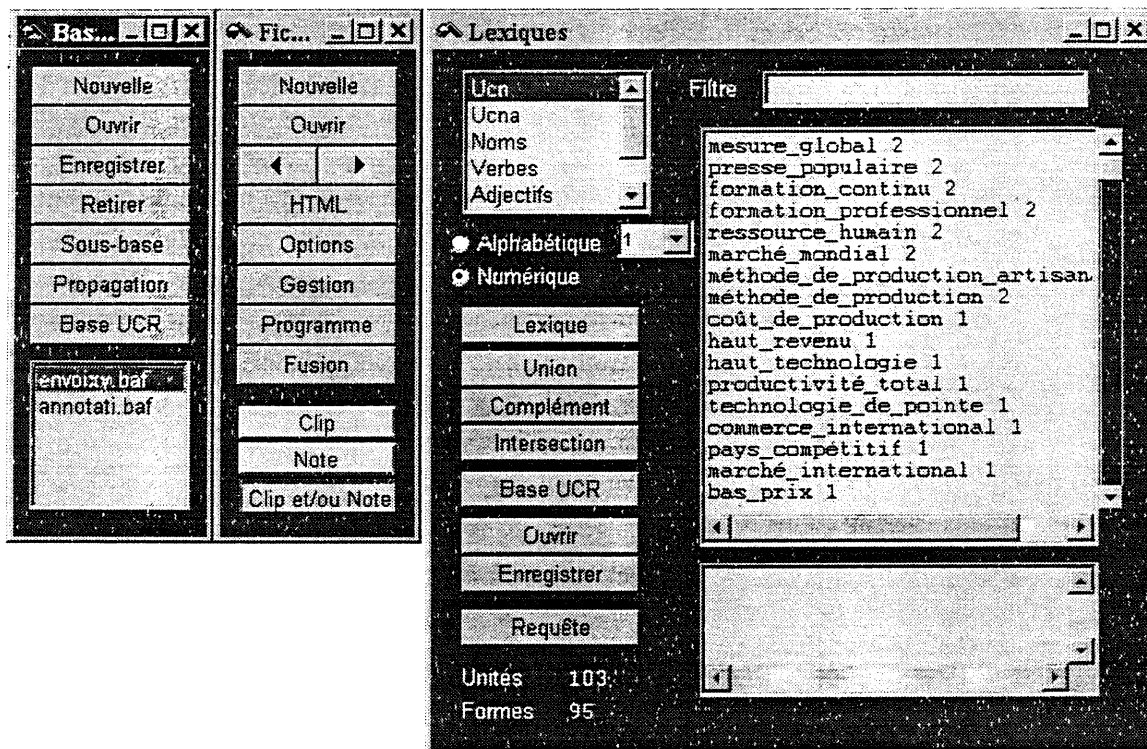 Bas...
Nouvelle
Ouvrir
Enregistrer
Retirer
Sous-base
Propagation
Base UCR
envoixy.baf
annotati.baf
Fic...
Nouvelle
Ouvrir
HTML
Options
Gestion
Programme
Fusion
Clip
Note
Clip et/ou Note
Lexiques
Ucn
Ucna
Noms
Verbes
Adjectifs
Alphabétique 1
Numérique
Lexique
Union
Complément
Intersection
Base UCR
Ouvrir
Enregistrer
Requête
Unités 103
Formes 95
Filtre
mesure_global 2
presse_populaire 2
formation_continu 2
formation_professionnel 2
ressource_humain 2
marché_mondial 2
méthode_de_production_artisan
méthode_de_production 2
coût_de_production 1
haut_revenu 1
haut_technologie 1
productivité_total 1
technologie_de_pointe 1
commerce_international 1
pays_compétitif 1
marché_international 1
bas_prix 1